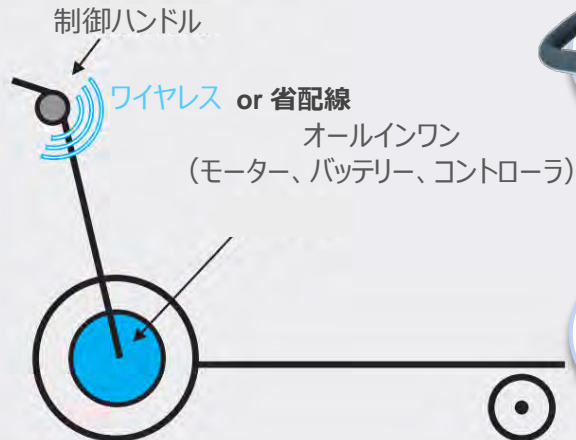 制御ハンドル
ワイヤレス or 省配線
オールインワン
（モーター、バッテリー、コントローラ）